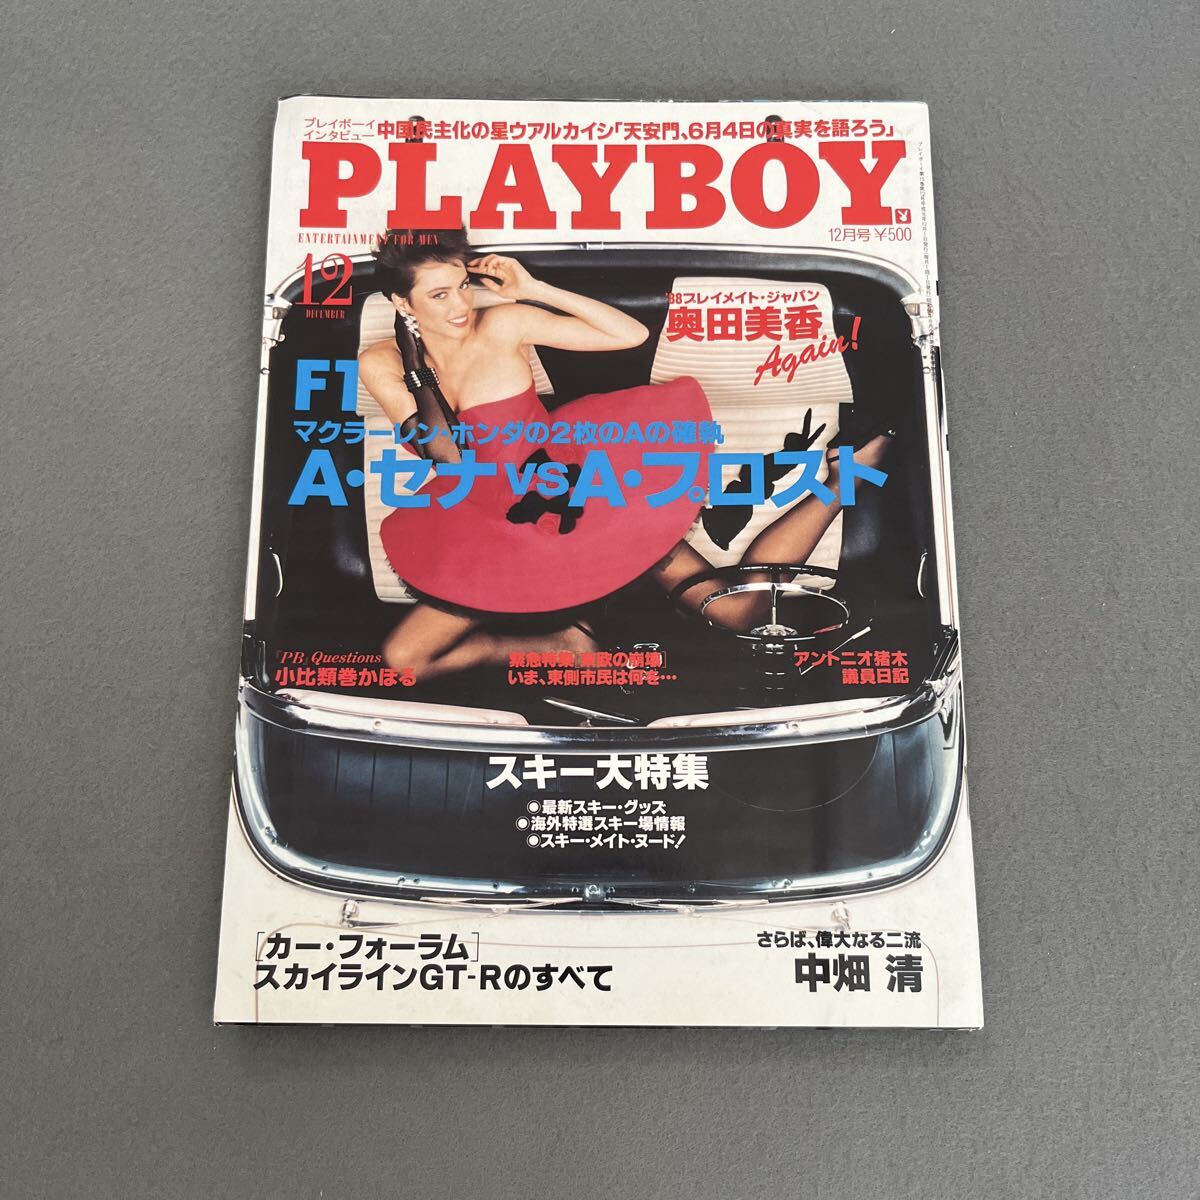 プレイボーイ
インタビュー 中国民主化の星ウアルカイシ「天安門、6月4日の真実を語ろう」
PLAYBOY
ENTERTAINMENT FOR MEN
12月号¥500
12
DECEMBER
'88プレイメイト・ジャパン
奥田美香
Again!
F1
マクラーレン・ホンダの2枚のAの確執
A・セナ vs A・プロスト
「PB」Questions
小比類巻かほる
緊急特集[東欧の崩壊]
いま、東側市民は何を…
アントニオ猪木
議員日記
スキー大特集
●最新スキー・グッズ
●海外特選スキー場情報
●スキー・メイト・ヌード!
[カー・フォーラム]
スカイラインGT-Rのすべて
さらば、偉大なる二流
中畑 清